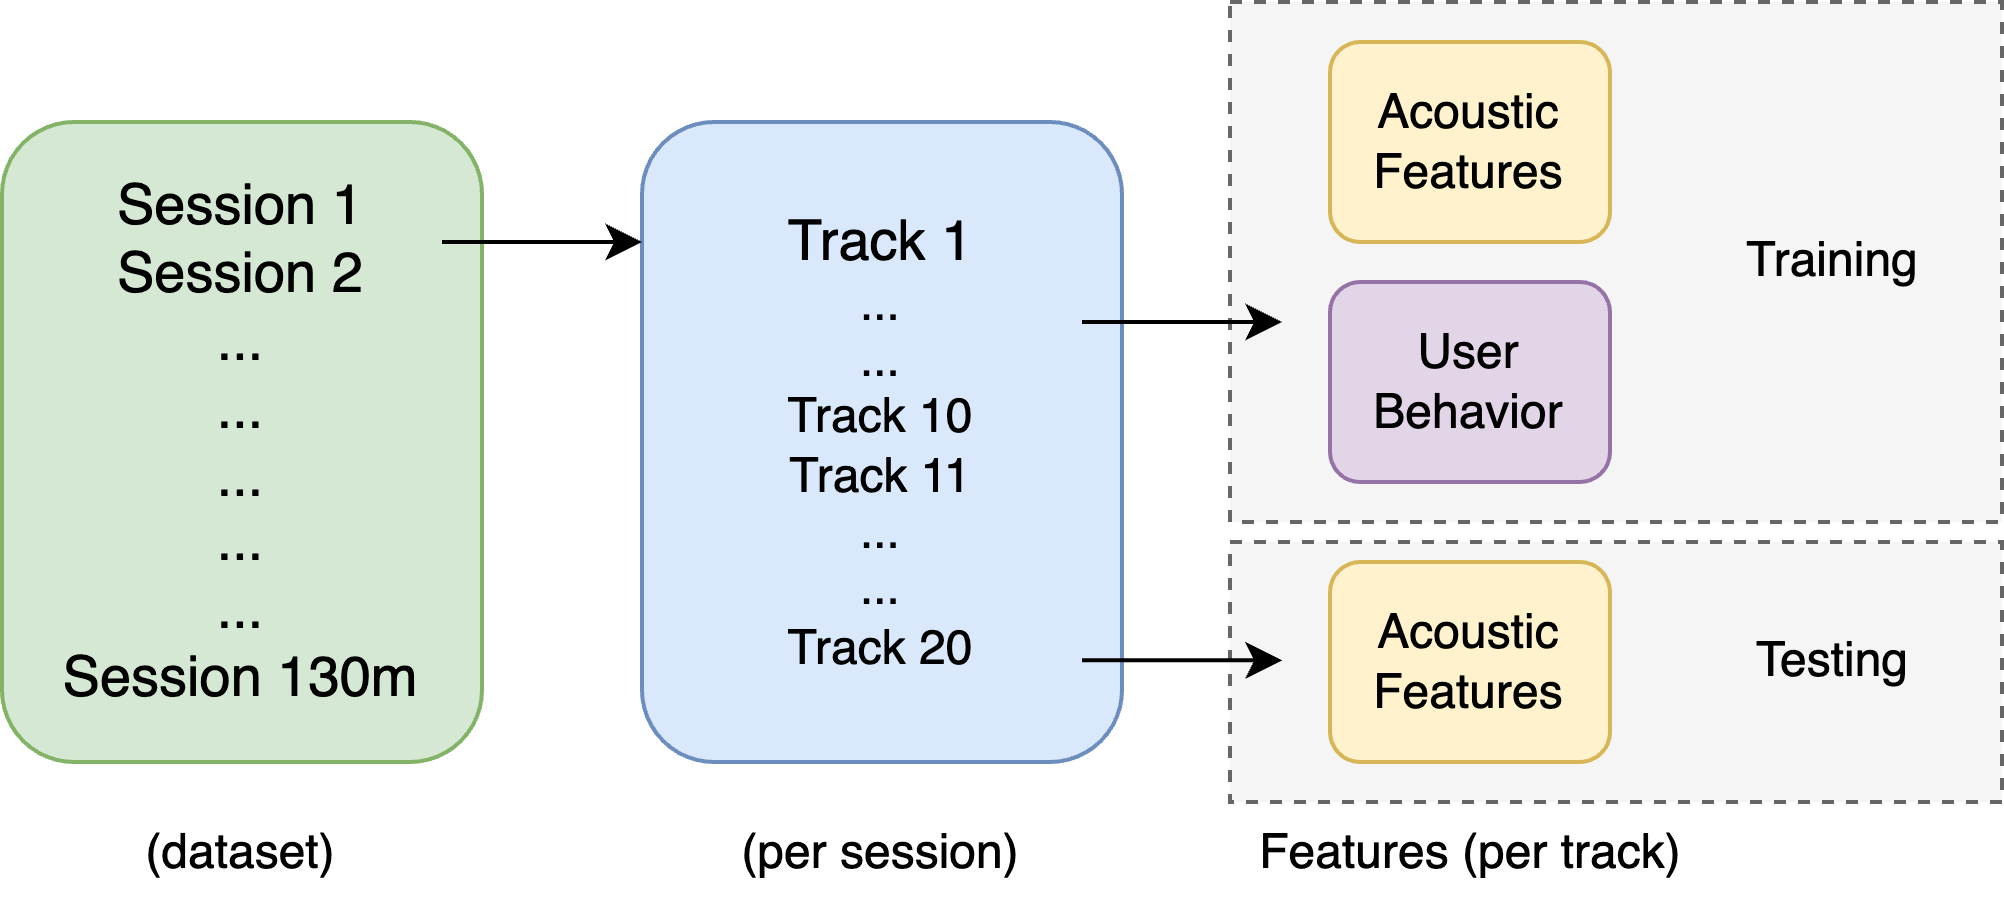 Session 1
Session 2
...
...
...
...
...
Session 130m
(dataset)
Track 1
...
...
Track 10
Track 11
...
...
Track 20
(per session)
Acoustic
Features
User
Behavior
Training
Acoustic
Features
Testing
Features (per track)